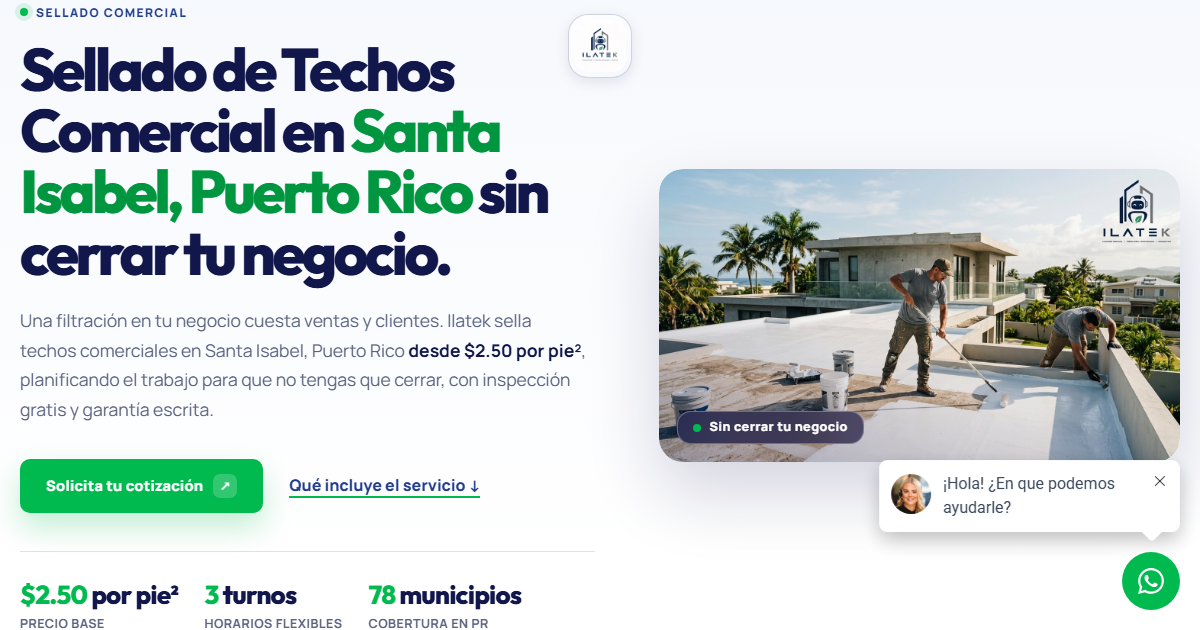 SELLADO COMERCIAL
ILATEK
Sellado de Techos
Comercial en Santa
Isabel, Puerto Rico sin
cerrar tu negocio.
Una filtración en tu negocio cuesta ventas y clientes. Ilatek sella
techos comerciales en Santa Isabel, Puerto Rico desde $2.50 por pie²,
planificando el trabajo para que no tengas que cerrar, con inspección
gratis y garantía escrita.
Solicita tu cotización ↗
Qué incluye el servicio ↓
$2.50 por pie²
PRECIO BASE
3 turnos
HORARIOS FLEXIBLES
78 municipios
COBERTURA EN PR
ILATEK
Sin cerrar tu negocio
¡Hola! ¿En que podemos
ayudarle?